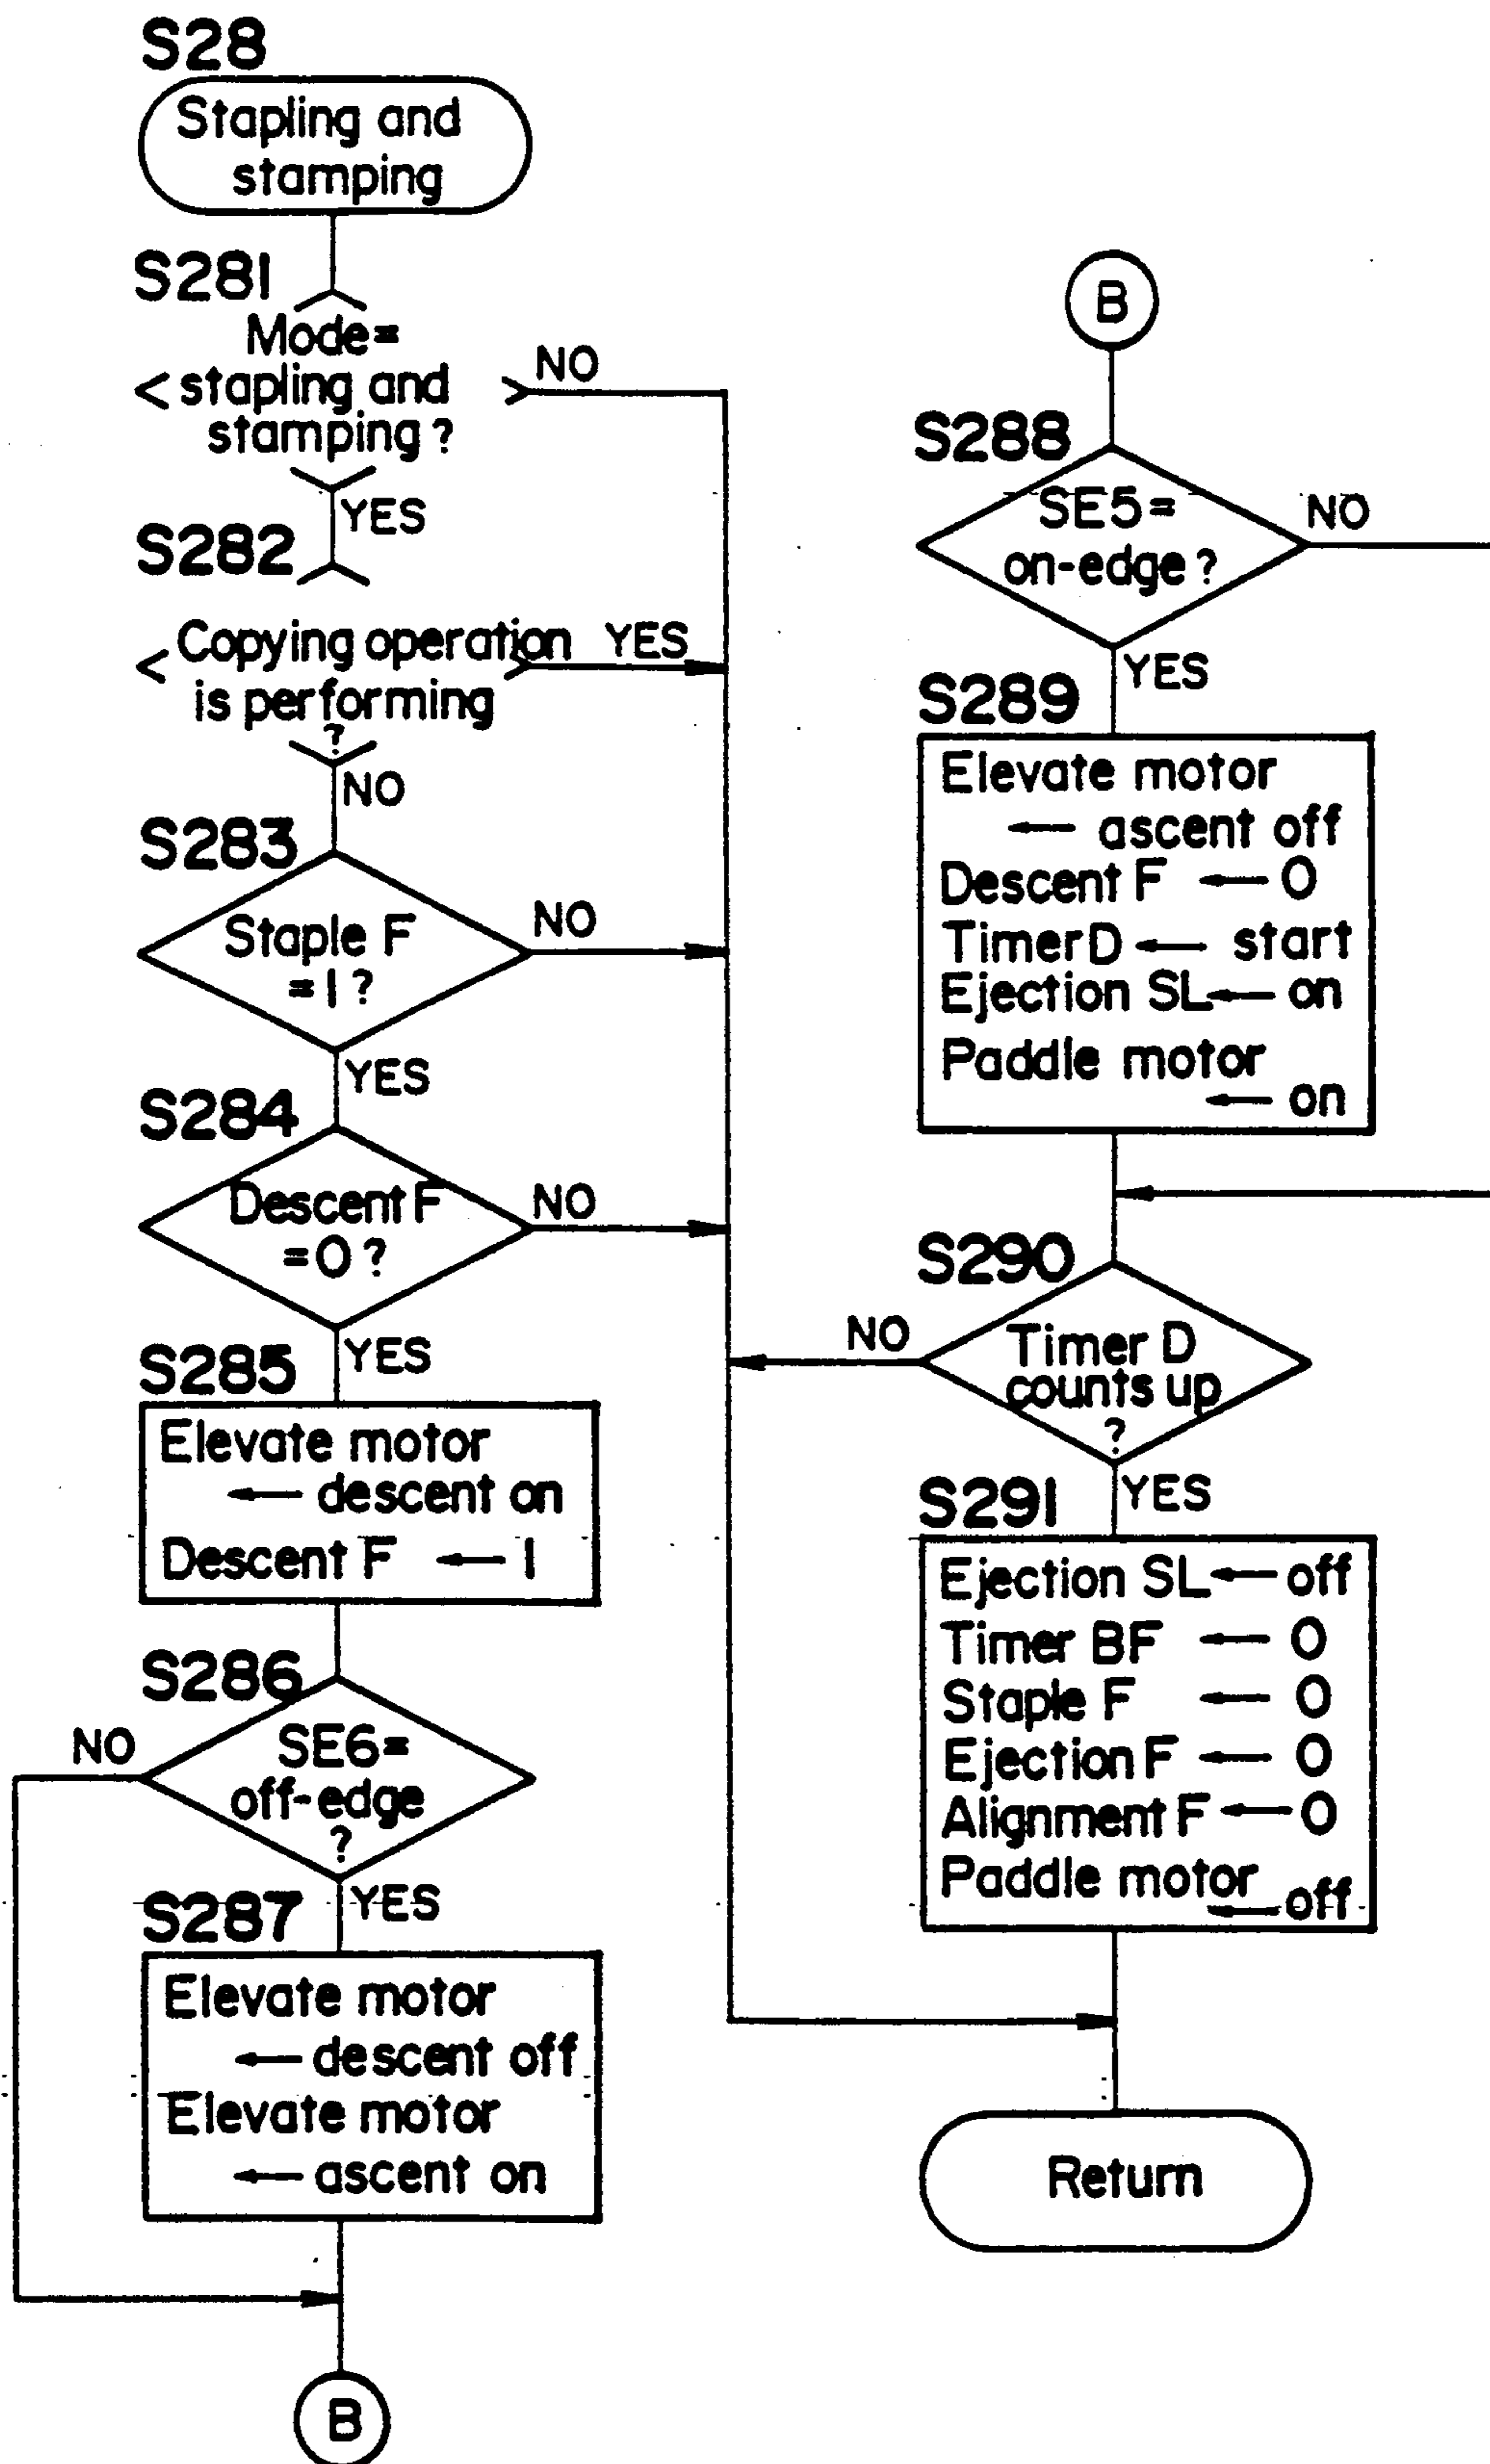 S28
Stapling and
stamping
S281
Mode=
<stapling and
stamping?
NO
YES
S282
<Copying operation
is performing
?
YES
NO
S283
Staple F
=1?
NO
YES
S284
Descent F
=0?
NO
YES
S285
Elevate motor
← descent on
Descent F ← 1
S286
SE6=
off-edge
?
NO
YES
S287
Elevate motor
← descent off
Elevate motor
← ascent on
B
B
S288
SE5=
on-edge?
NO
YES
S289
Elevate motor
← ascent off
Descent F ← 0
Timer D ← start
Ejection SL ← on
Paddle motor
← on
S290
Timer D
counts up
?
NO
YES
S291
Ejection SL ← off
Timer BF ← 0
Staple F ← 0
Ejection F ← 0
Alignment F ← 0
Paddle motor
← off
Return